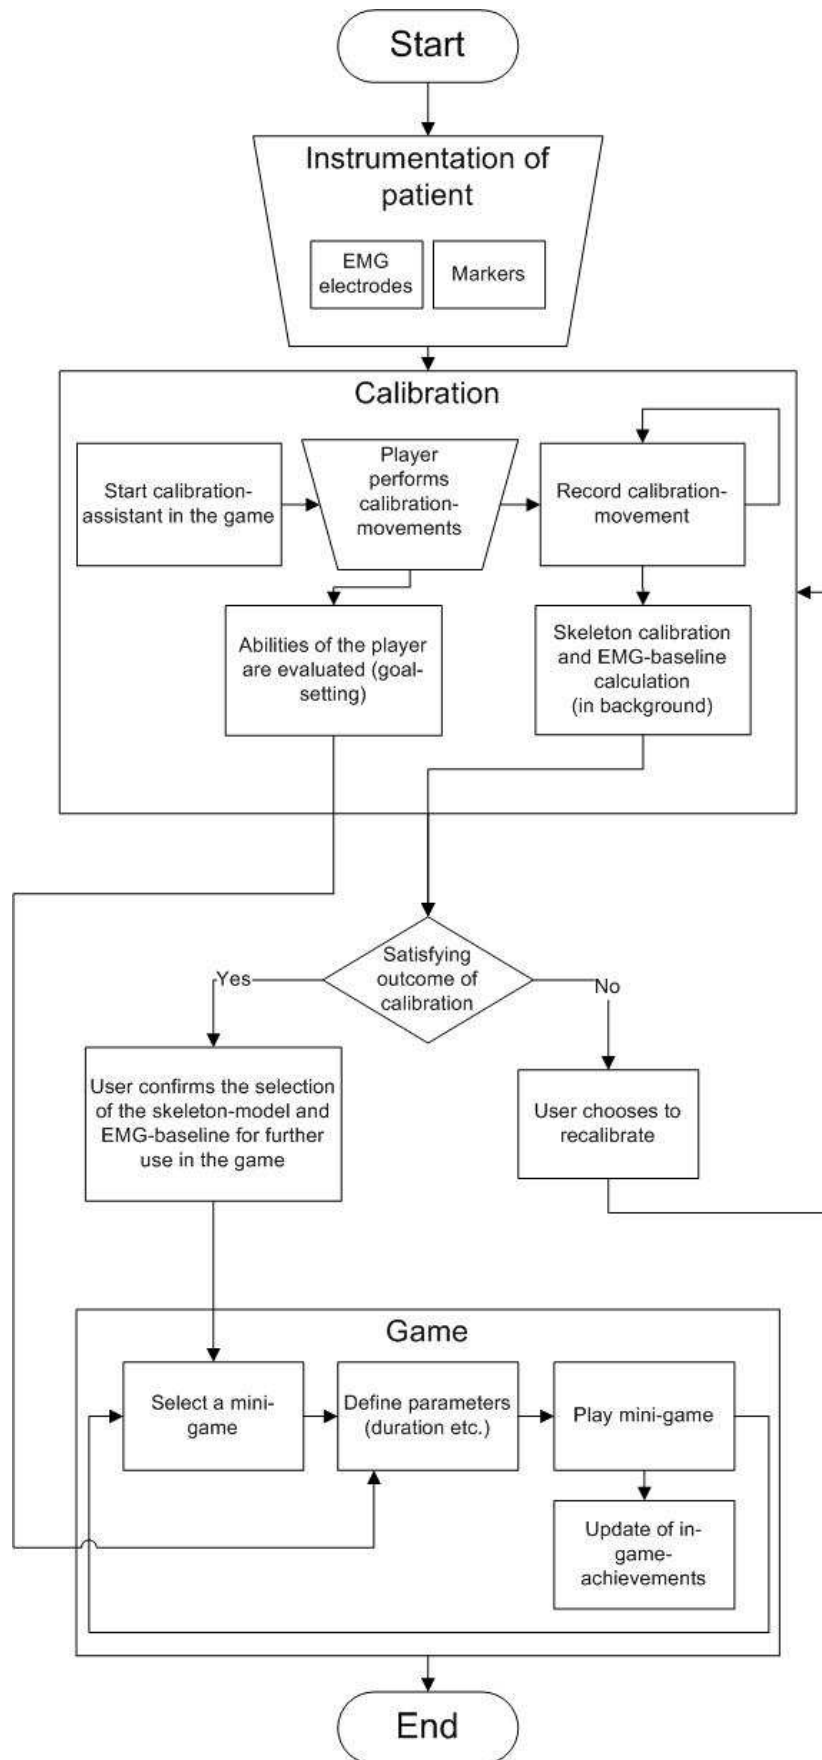 Start
Instrumentation of
patient
EMG
electrodes
Markers
Calibration
Start calibration-
assistant in the game
Player
performs
calibration-
movements
Record calibration-
movement
Abilities of the player
are evaluated (goal-
setting)
Skeleton calibration
and EMG-baseline
calculation
(in background)
Satisfying
outcome of
calibration
Yes
No
User confirms the selection
of the skeleton-model and
EMG-baseline for further
use in the game
User chooses to
recalibrate
Game
Select a mini-
game
Define parameters
(duration etc.)
Play mini-game
Update of in-
game-
achievements
End